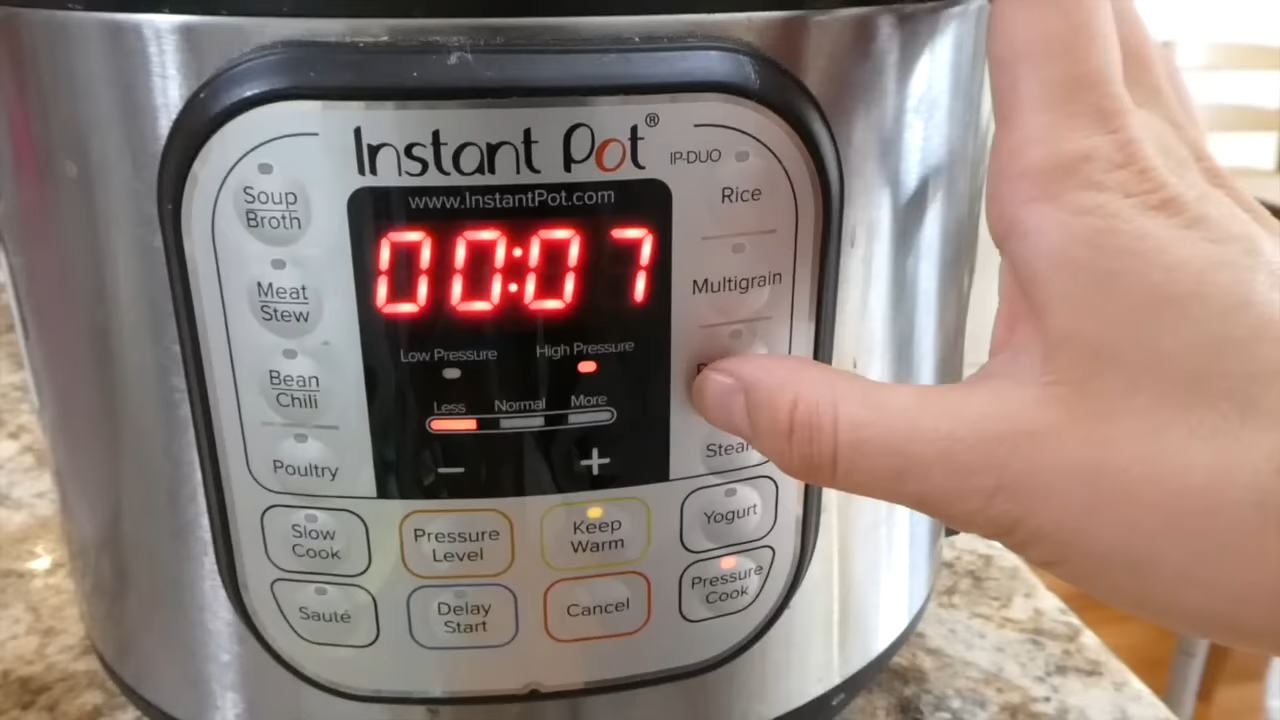 Instant Pot®
IP-DUO
www.InstantPot.com
00:07
Low Pressure
High Pressure
Less
Normal
More
−
+
Soup
Broth
Meat
Stew
Bean
Chili
Poultry
Rice
Multigrain
Slow
Cook
Pressure
Level
Keep
Warm
Yogurt
Sauté
Delay
Start
Cancel
Pressure
Cook